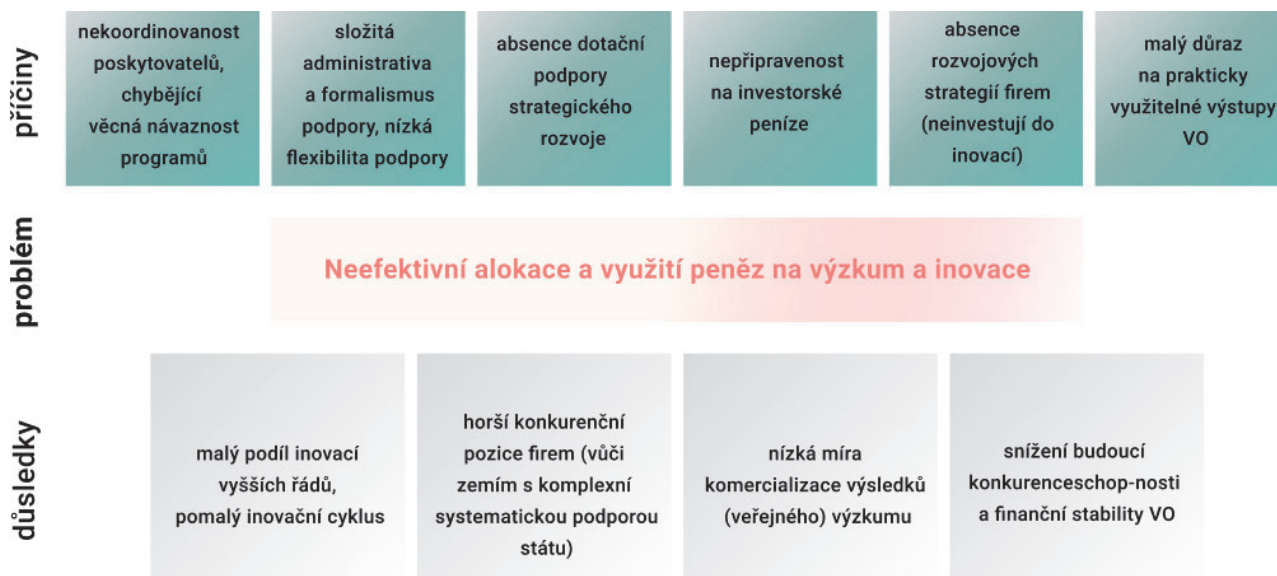 příčiny
nekoordinovanost
poskytovatelů,
chybějící
věcná návaznost
programů
složitá
administrativa
a formalismus
podpory, nízká
flexibilita podpory
absence dotační
podpory
strategického
rozvoje
nepřipravenost
na investorské
peníze
absence
rozvojových
strategií firem
(neinvestují do
inovací)
malý důraz
na prakticky
využitelné výstupy
VO
problém
Neefektivní alokace a využití peněz na výzkum a inovace
důsledky
malý podíl inovací
vyšších řádů,
pomalý inovační cyklus
horší konkurenční
pozice firem (vůči
zemím s komplexní
systematickou podporou
státu)
nízká míra
komercializace výsledků
(veřejného) výzkumu
snížení budoucí
konkurenceschop-nosti
a finanční stability VO